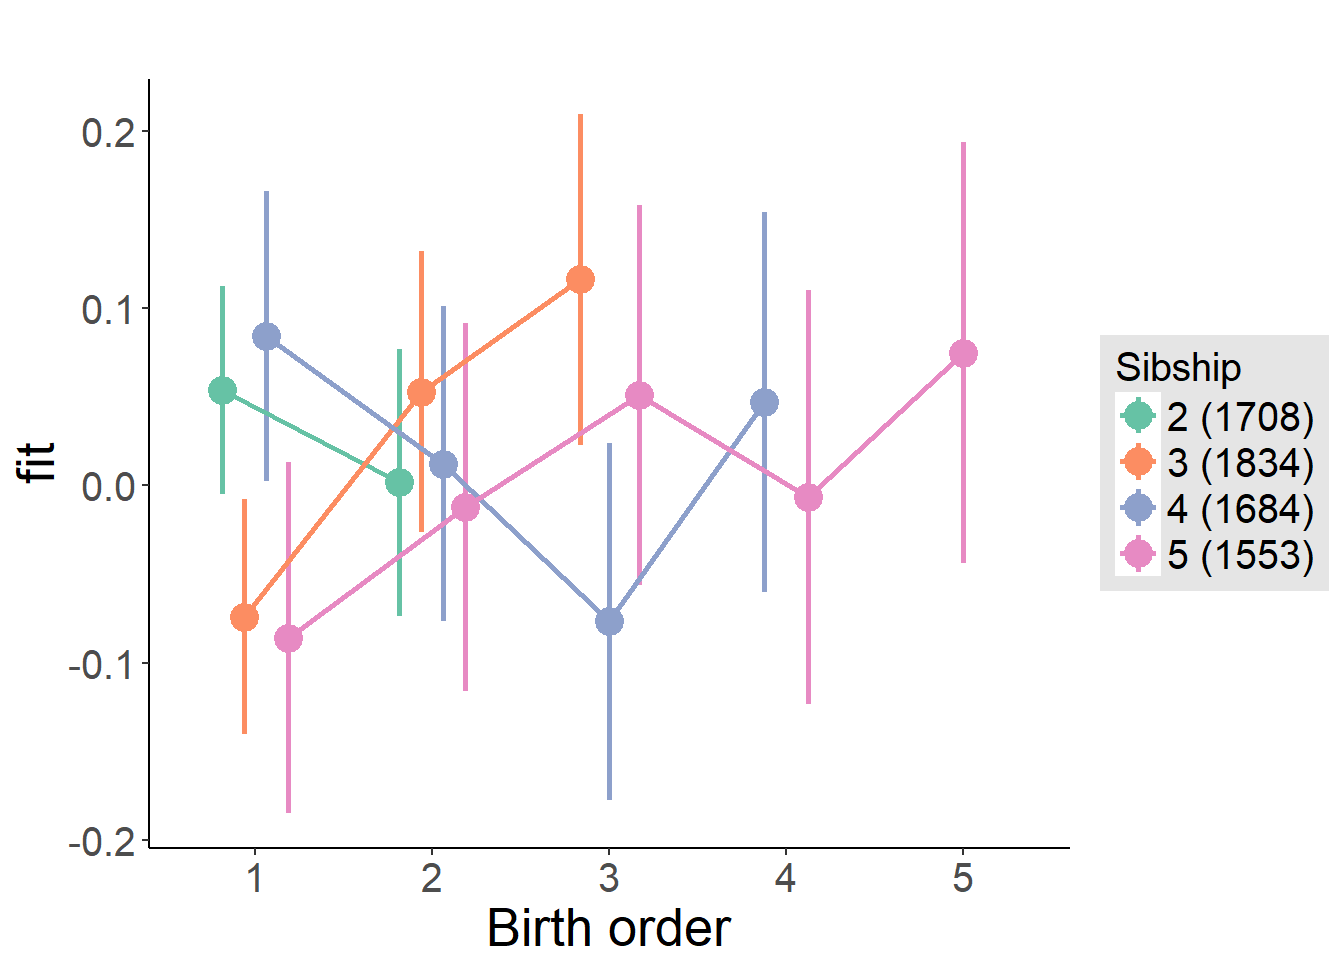 0.2
0.1
0.0
-0.1
-0.2
fit
1 2 3 4 5
Birth order
Sibship
2 (1708)
3 (1834)
4 (1684)
5 (1553)